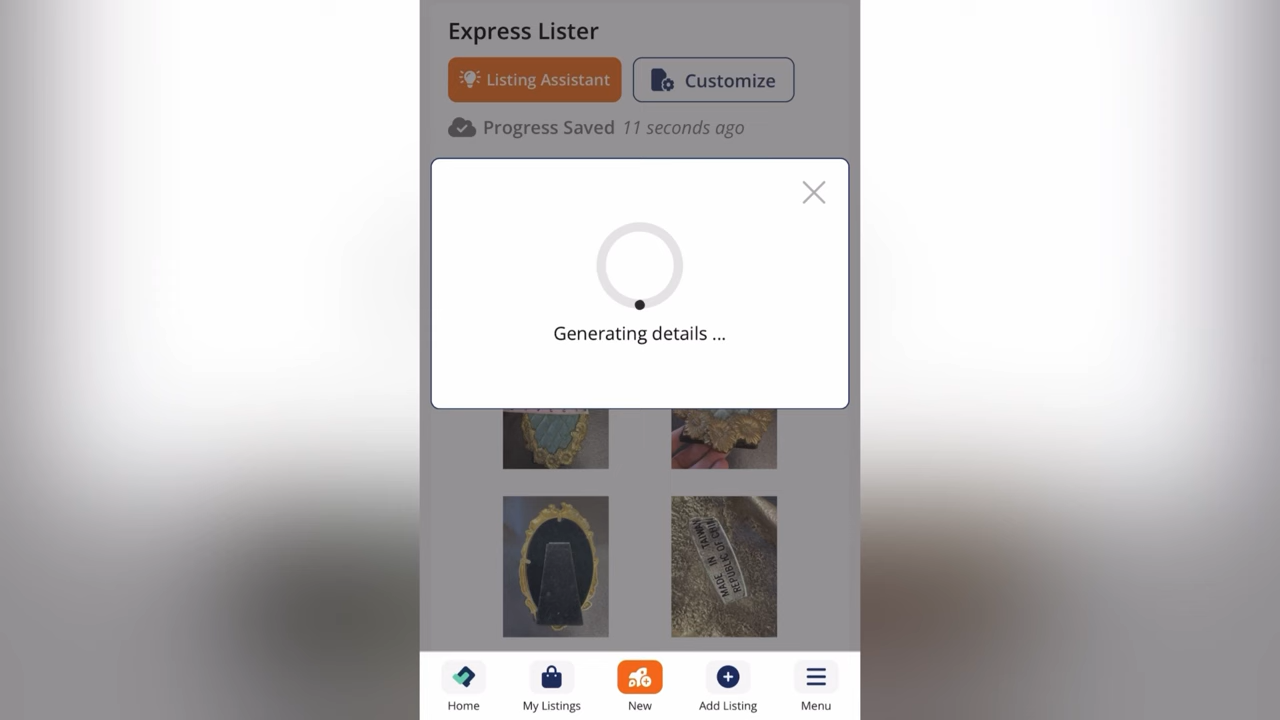 Express Lister
Listing Assistant
Customize
Progress Saved 11 seconds ago
Generating details ...
MADE IN TAIWAN
REPUBLIC OF CHINA
Home
My Listings
New
Add Listing
Menu